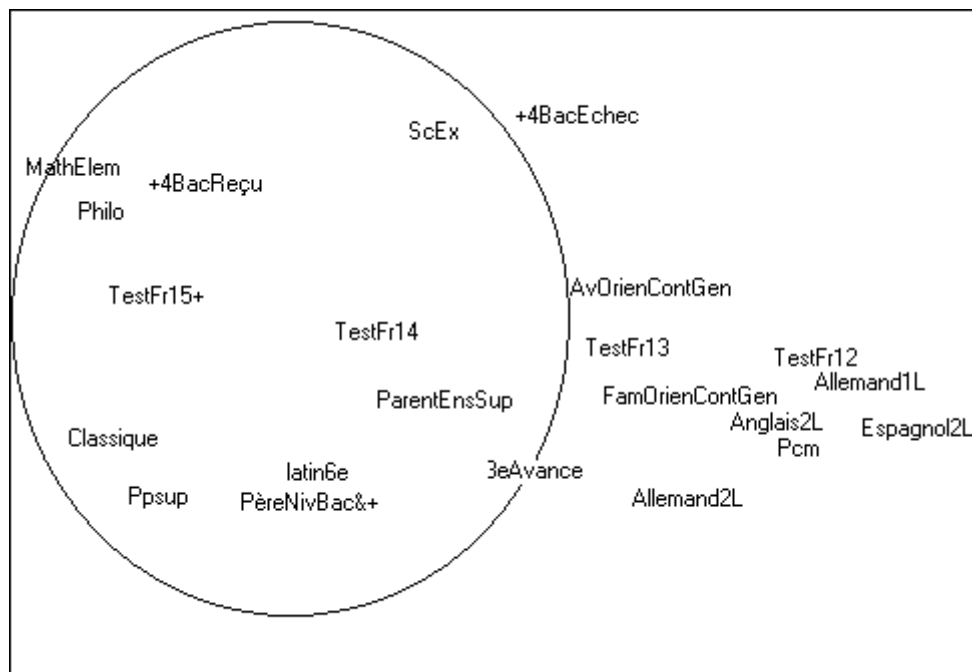 +4BacEchec
ScEx
MathElem
+4BacReçu
Philo
AvOrienContGen
TestFr15+
TestFr14
TestFr13
TestFr12
Allemand1L
FamOrienContGen
ParentEnsSup
Anglais2L
Espagnol2L
Classique
Pcm
latin6e
3eAvance
Ppsup
PèreNivBac&+
Allemand2L